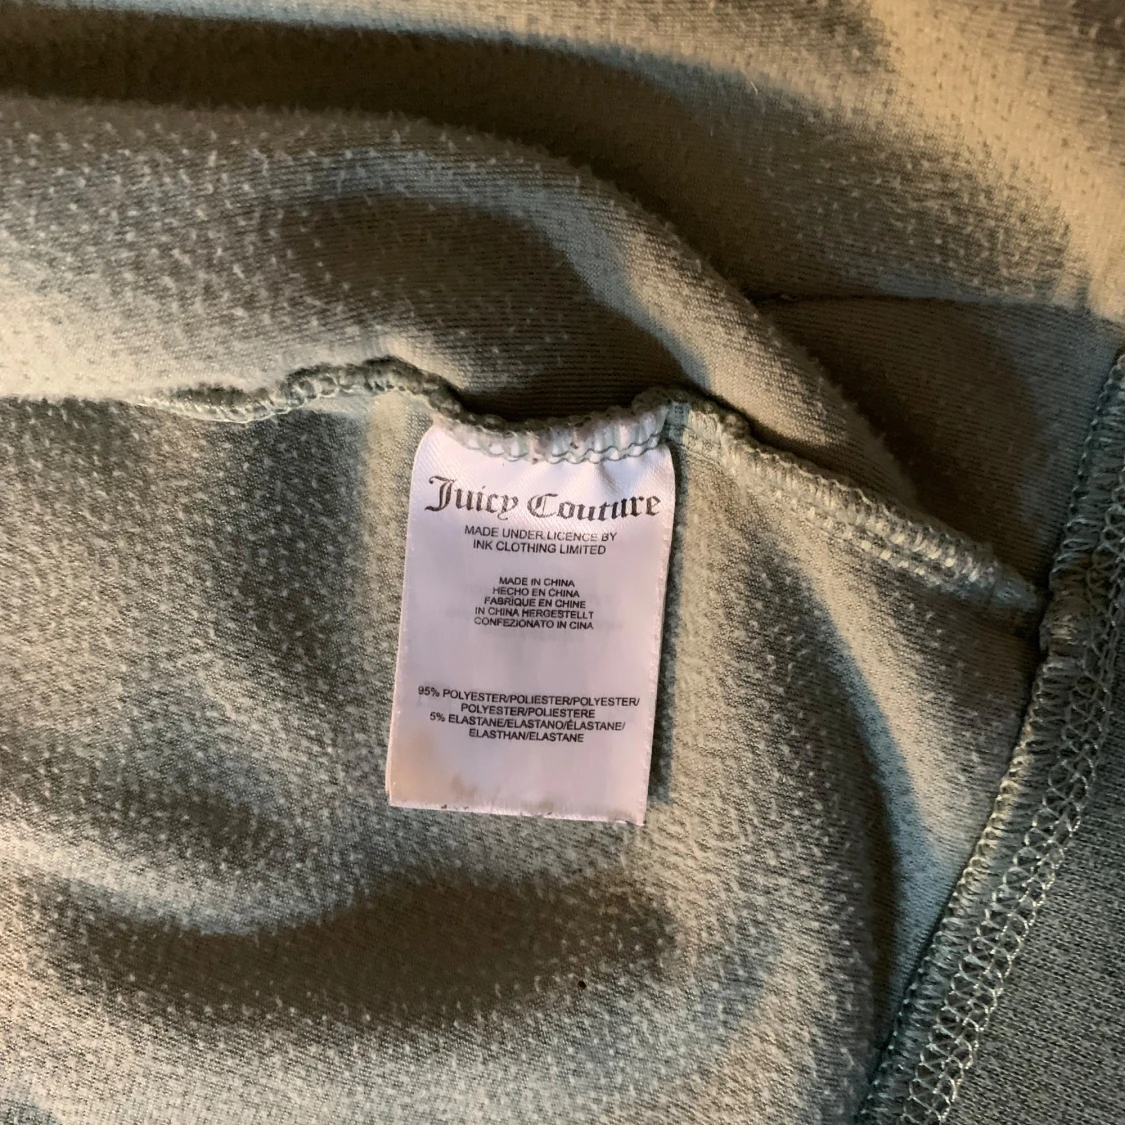 Juicy Couture
MADE UNDER LICENCE BY
INK CLOTHING LIMITED
MADE IN CHINA
HECHO EN CHINA
FABRIQUE EN CHINE
IN CHINA HERGESTELLT
CONFEZIONATO IN CINA
95% POLYESTER/POLIESTER/POLYESTER/
POLYESTER/POLIESTERE
5% ELASTANE/ELASTANO/ÉLASTANE/
ELASTHAN/ELASTANE